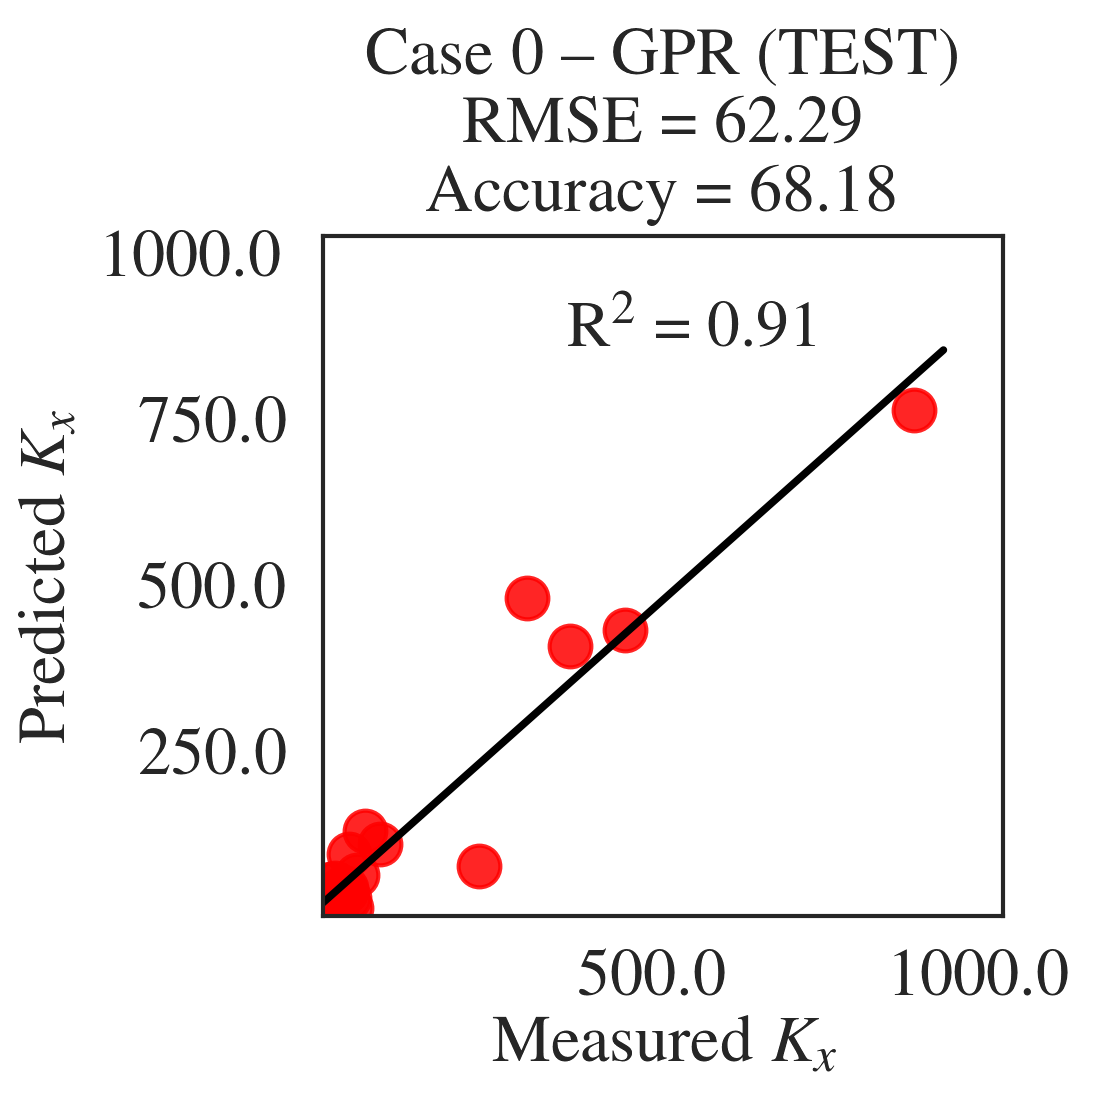 Case 0 – GPR (TEST)
RMSE = 62.29
Accuracy = 68.18
R² = 0.91
1000.0
750.0
500.0
250.0
Predicted Kₓ
500.0 1000.0
Measured Kₓ